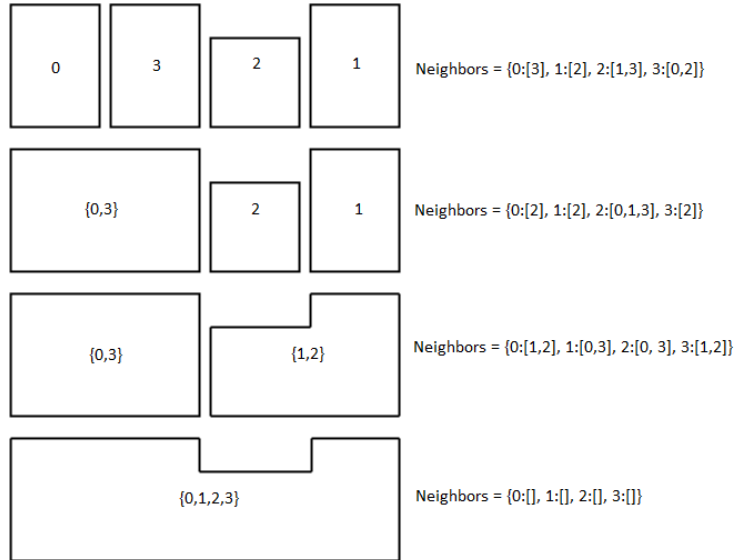 0 3 2 1 Neighbors = {0:[3], 1:[2], 2:[1,3], 3:[0,2]}
{0,3} 2 1 Neighbors = {0:[2], 1:[2], 2:[0,1,3], 3:[2]}
{0,3} {1,2} Neighbors = {0:[1,2], 1:[0,3], 2:[0, 3], 3:[1,2]}
{0,1,2,3} Neighbors = {0:[], 1:[], 2:[], 3:[]}